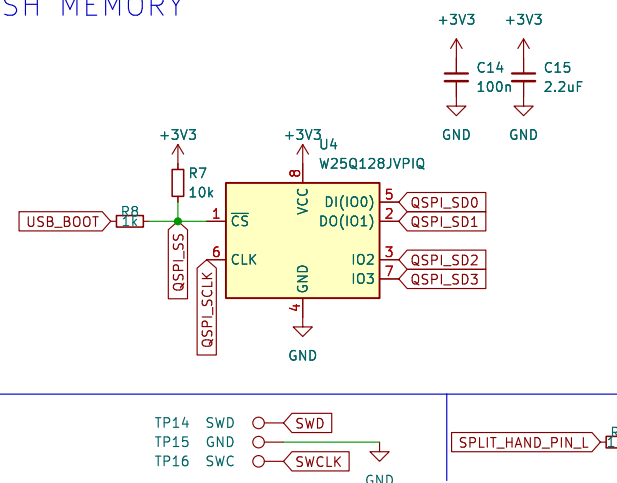 SH MEMORY
+3V3 +3V3
C14 C15
100n 2.2uF
GND GND
+3V3 +3V3
U4
W25Q128JVPIQ
R7
10k
8
VCC
DI(IO0) 5 QSPI_SD0
R8
USB_BOOT 1k 1 CS DO(IO1) 2 QSPI_SD1
QSPI_SS
6 CLK IO2 3 QSPI_SD2
QSPI_SCLK
GND IO3 7 QSPI_SD3
4
GND
TP14 SWD SWD
TP15 GND
TP16 SWC SWCLK
GND
SPLIT_HAND_PIN_L